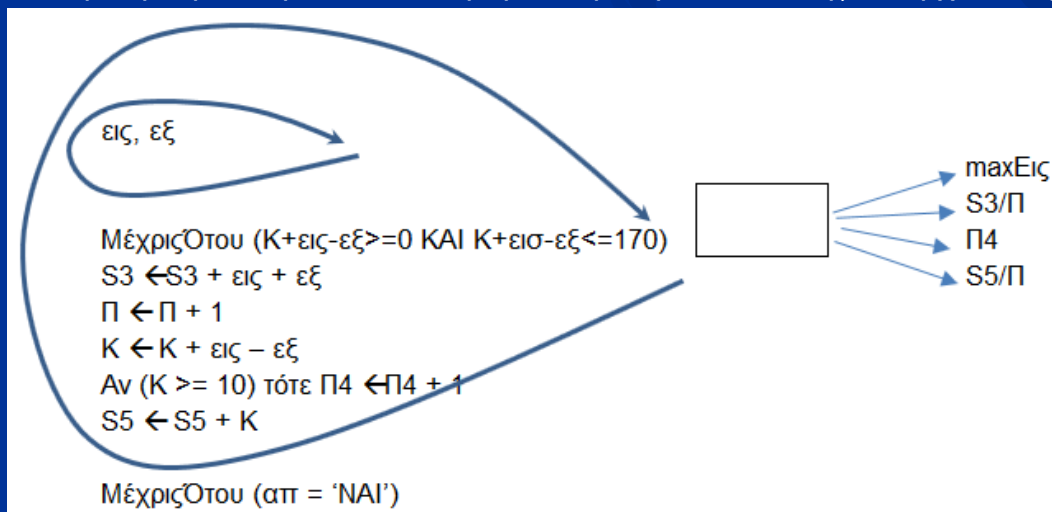 εις, εξ
ΜέχριςΌτου (Κ+εις-εξ>=0 ΚΑΙ Κ+εισ-εξ<=170)
S3 ←S3 + εις + εξ
Π ← Π + 1
Κ ← Κ + εις – εξ
Αν (Κ >= 10) τότε Π4 ←Π4 + 1
S5 ← S5 + Κ
ΜέχριςΌτου (απ = ‘ΝΑΙ’)
maxΕις
S3/Π
Π4
S5/Π